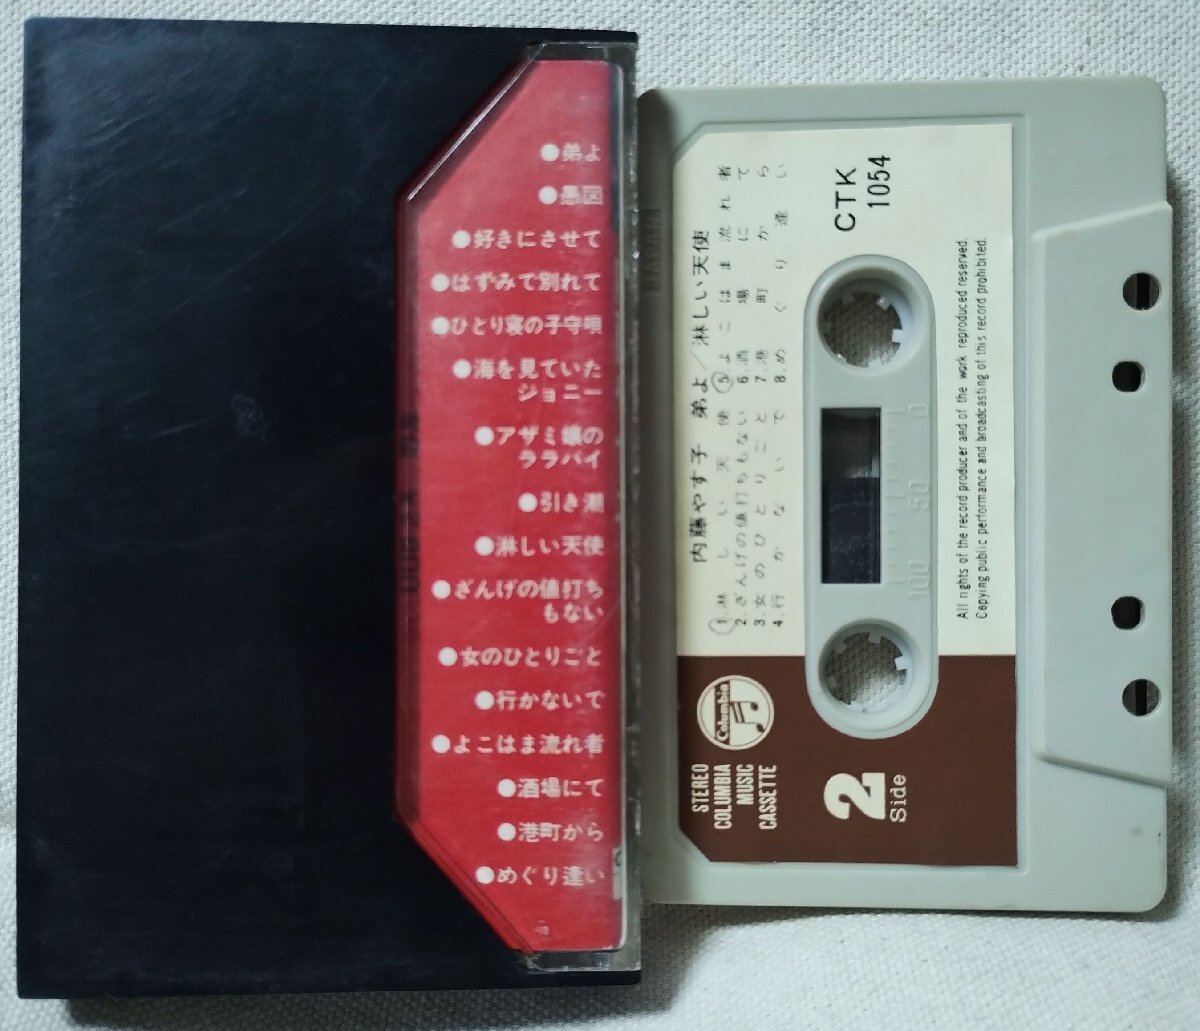 ●弟よ
●愚図
●好きにさせて
●はずみで別れて
●ひとり寝の子守唄
●海を見ていた
ジョニー
●アザミ嬢の
ララバイ
●引き潮
●淋しい天使
●ざんげの値打ち
もない
●女のひとりごと
●行かないで
●よこはま流れ者
●酒場にて
●港町から
●めぐり逢い
内藤やす子 弟よ/淋しい天使
1.淋しい天使
2.ざんげの値打ちもない
3.女のひとりごと
4.行かないで
5.よこはま流れ者
6.酒場にて
7.港町から
8.めぐり逢い
CTK
1054
All rights of the record producer and of the work reproduced reserved.
Copying public performance and broadcasting of this record prohibited.
100 50 0
Columbia
STEREO
COLUMBIA
MUSIC
CASSETTE
2
Side
JAPAN